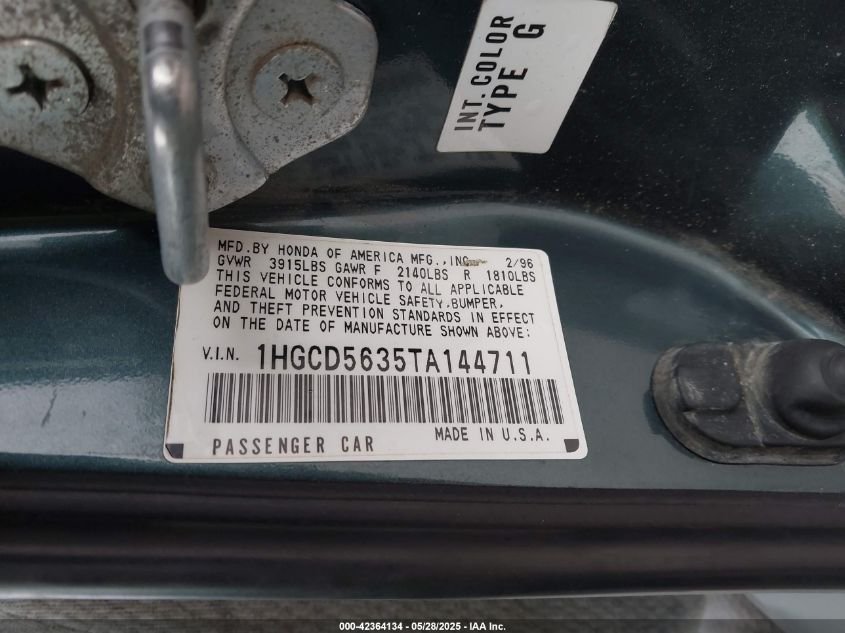 INT. COLOR
TYPE G
MFD.BY HONDA OF AMERICA MFG.,INC. 2/96
GVWR 3915LBS GAWR F 2140LBS R 1810LBS
THIS VEHICLE CONFORMS TO ALL APPLICABLE
FEDERAL MOTOR VEHICLE SAFETY,BUMPER,
AND THEFT PREVENTION STANDARDS IN EFFECT
ON THE DATE OF MANUFACTURE SHOWN ABOVE:
V.I.N. 1HGCD5635TA144711
PASSENGER CAR MADE IN U.S.A.
000-42364134 - 05/28/2025 - IAA Inc.